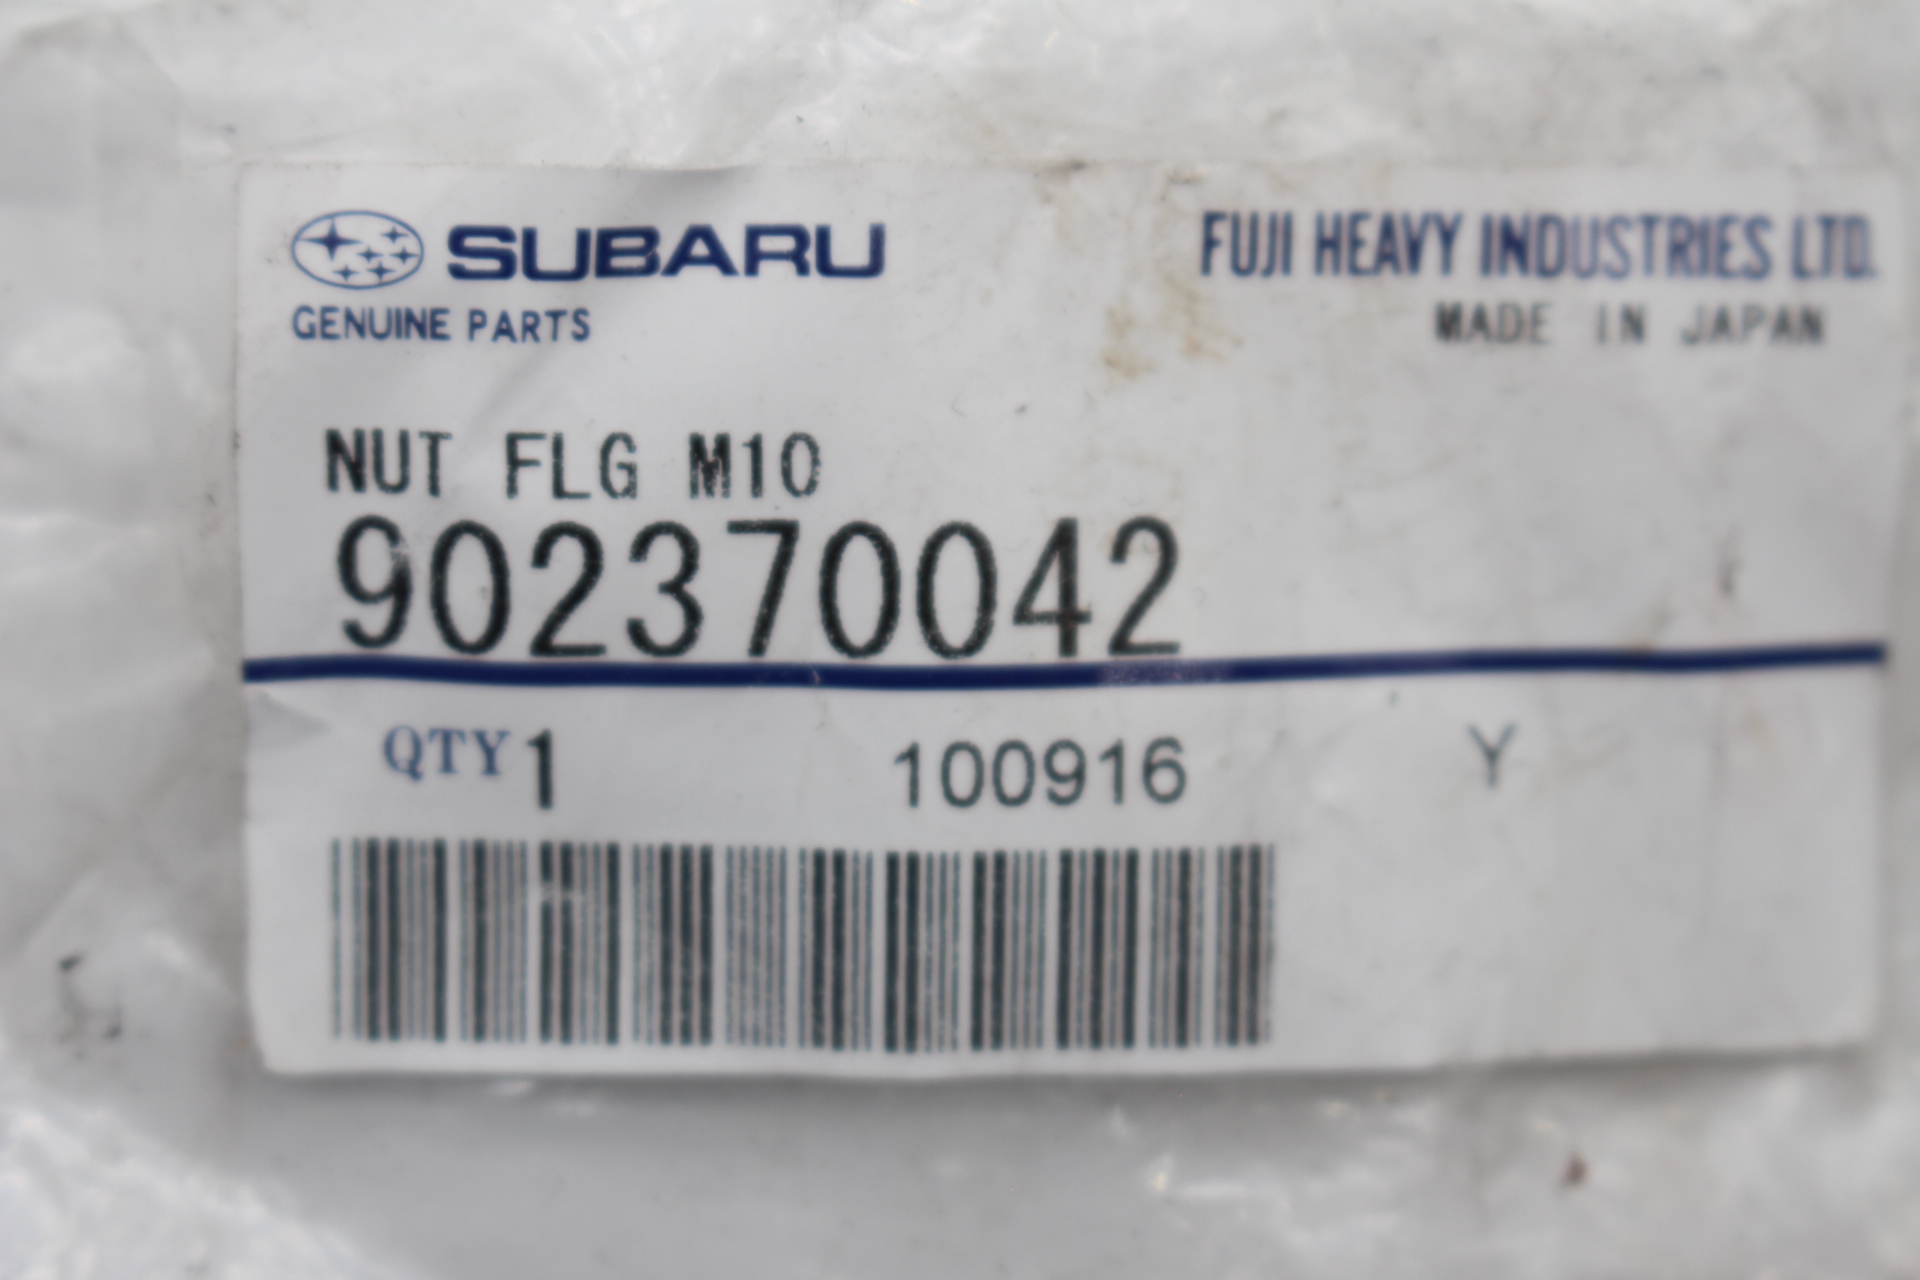 SUBARU
GENUINE PARTS
FUJI HEAVY INDUSTRIES LTD.
MADE IN JAPAN
NUT FLG M10
902370042
QTY 1 100916 Y